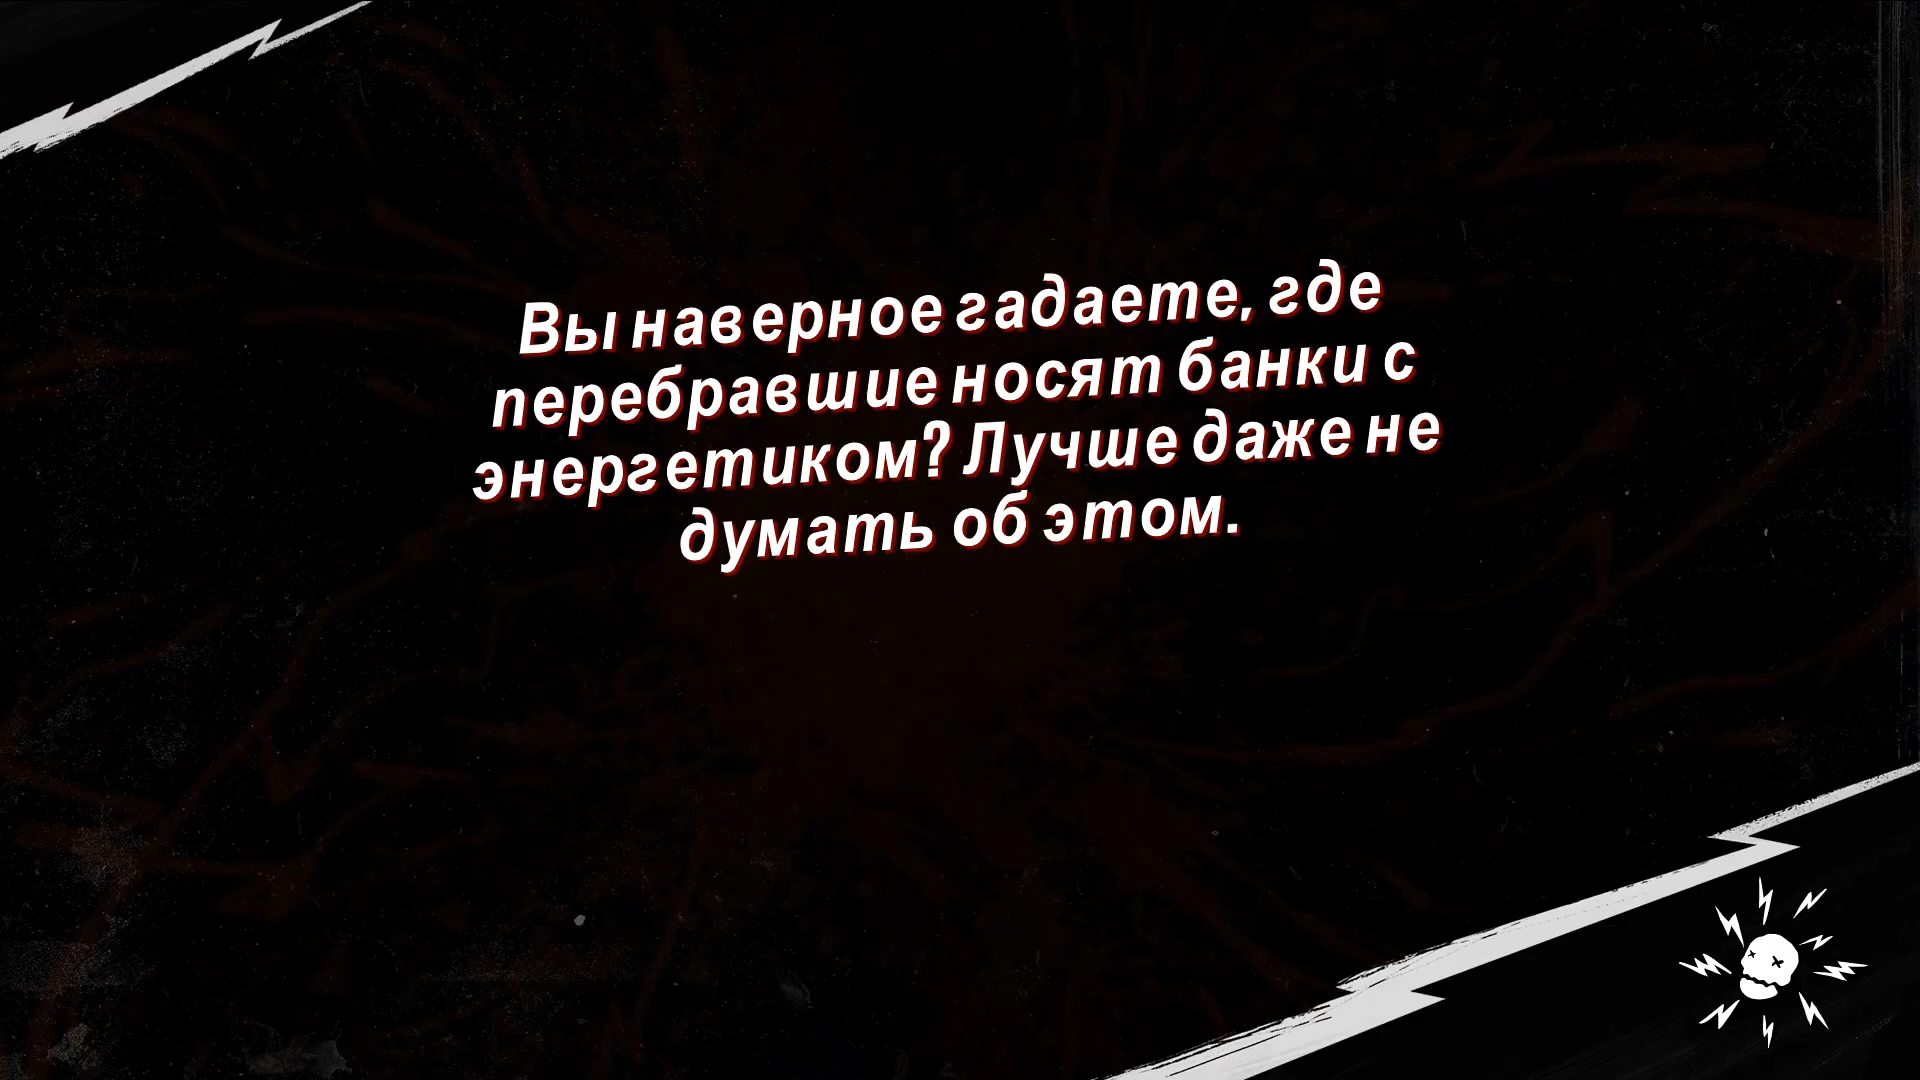 Вы наверное гадаете, где
перебравшие носят банки с
энергетиком? Лучше даже не
думать об этом.